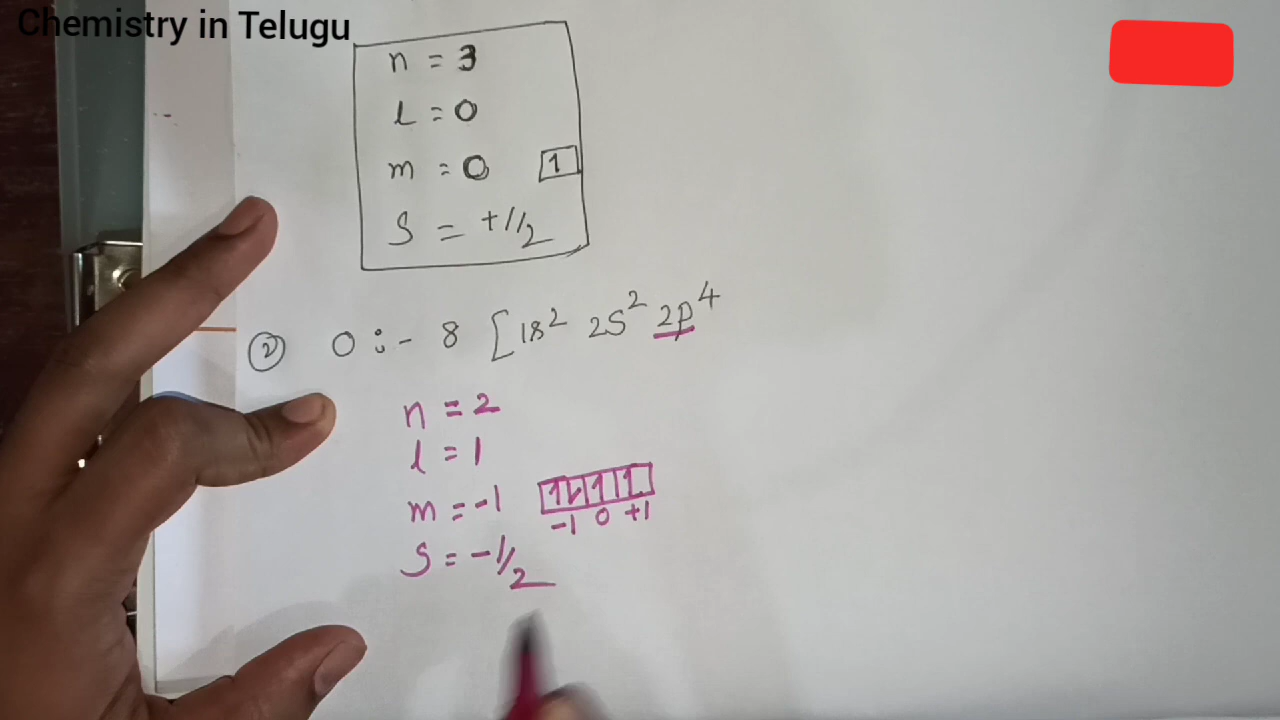 Chemistry in Telugu
n = 3
l = 0
m = 0 1
S = +1/2
② O :- 8 [1s² 2s² 2p⁴
n = 2
l = 1
m = -1 1↓ 1 1
-1 0 +1
S = -1/2